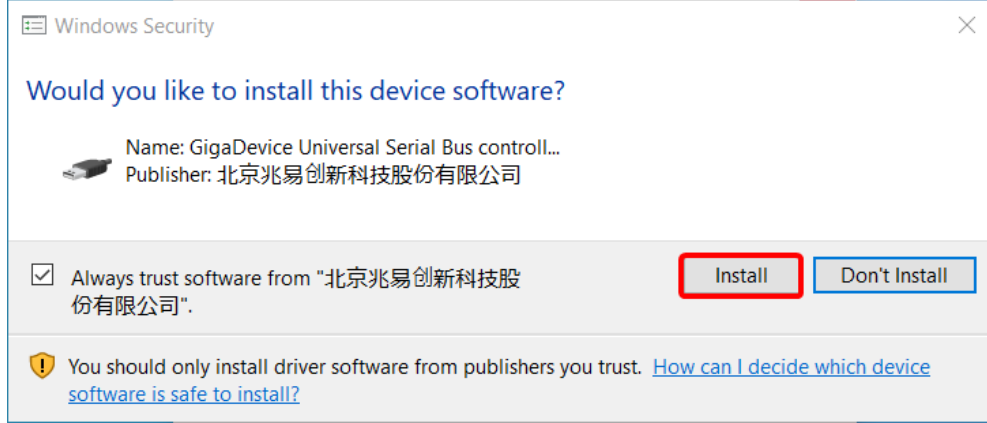 Windows Security
Would you like to install this device software?
Name: GigaDevice Universal Serial Bus controll...
Publisher: 北京兆易创新科技股份有限公司
Always trust software from "北京兆易创新科技股
份有限公司".
Install
Don't Install
You should only install driver software from publishers you trust. How can I decide which device
software is safe to install?